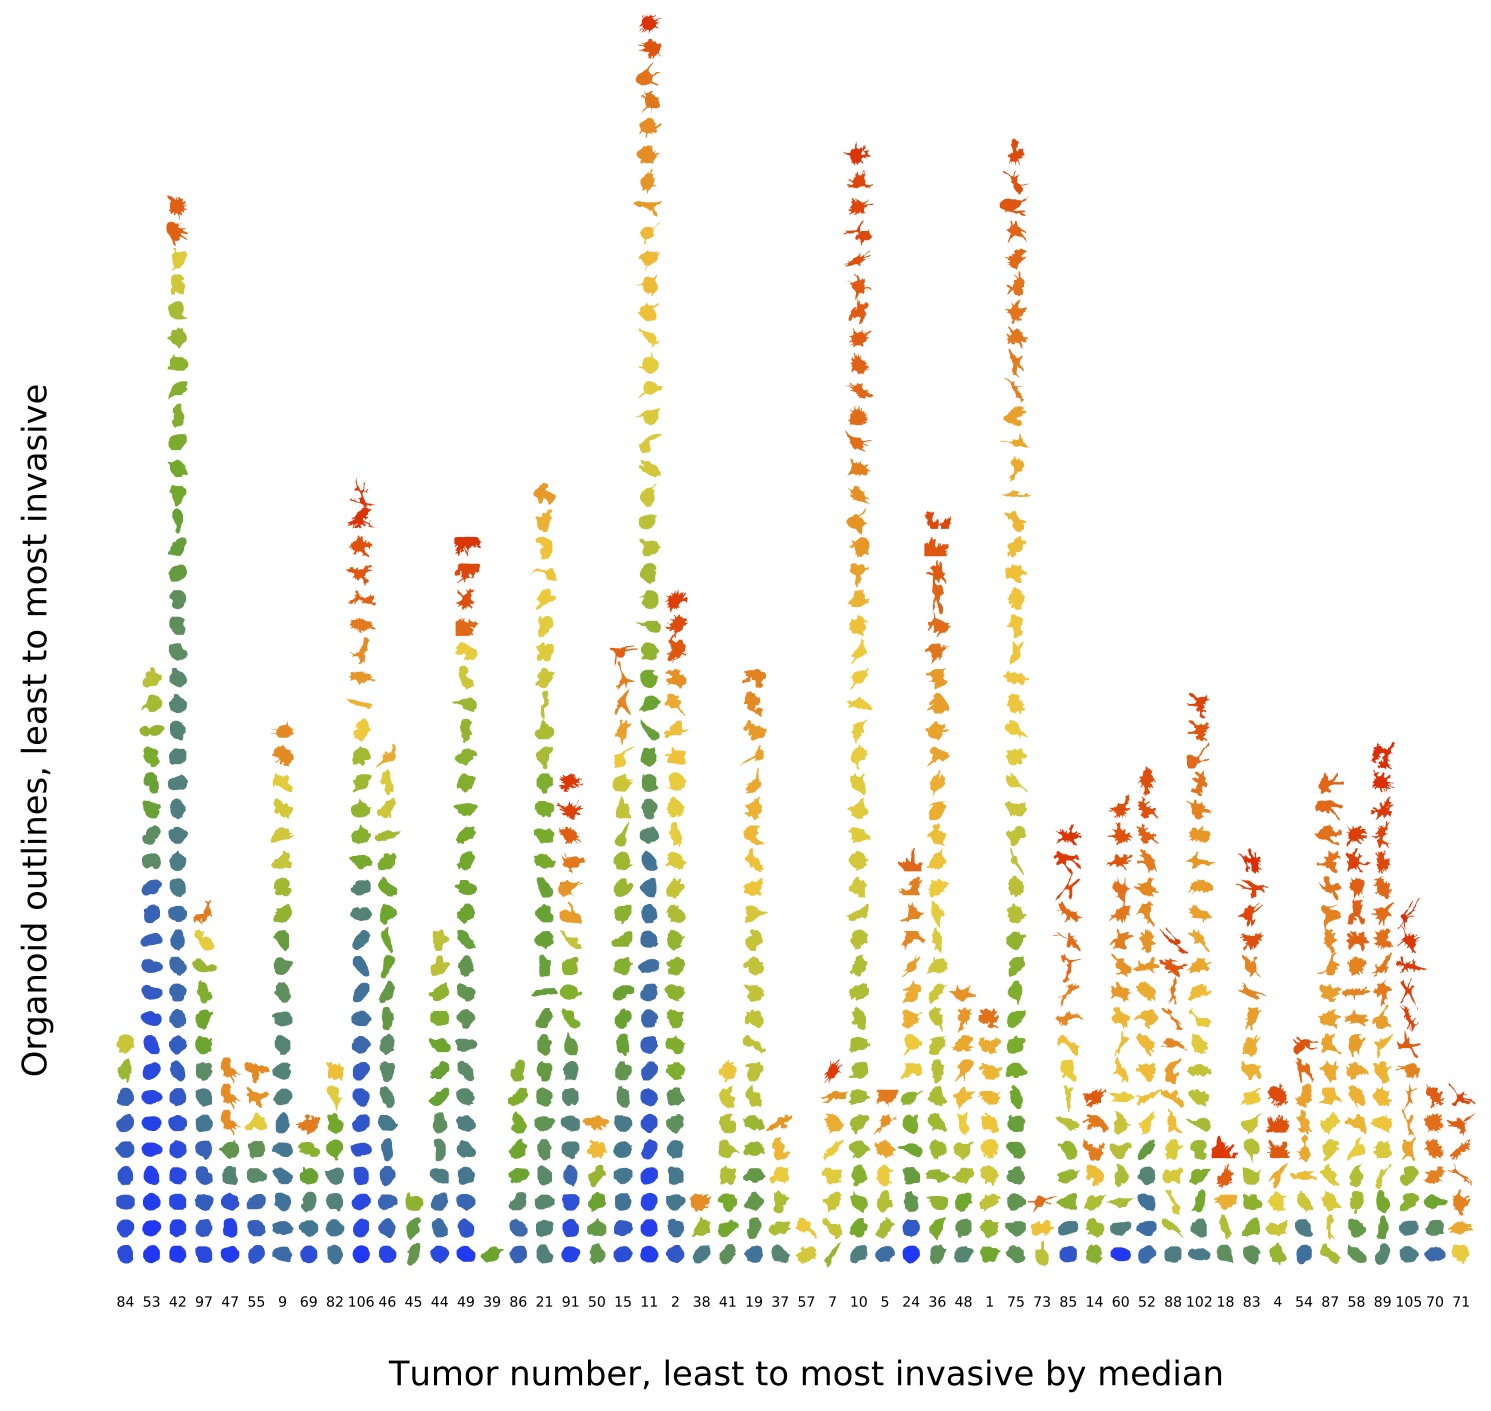 Organoid outlines, least to most invasive
84 53 42 97 47 55 9 69 82 106 46 45 44 49 39 86 21 91 50 15 11 2 38 41 19 37 57 7 10 5 24 36 48 1 75 73 85 14 60 52 88 102 18 83 4 54 87 58 89 105 70 71
Tumor number, least to most invasive by median